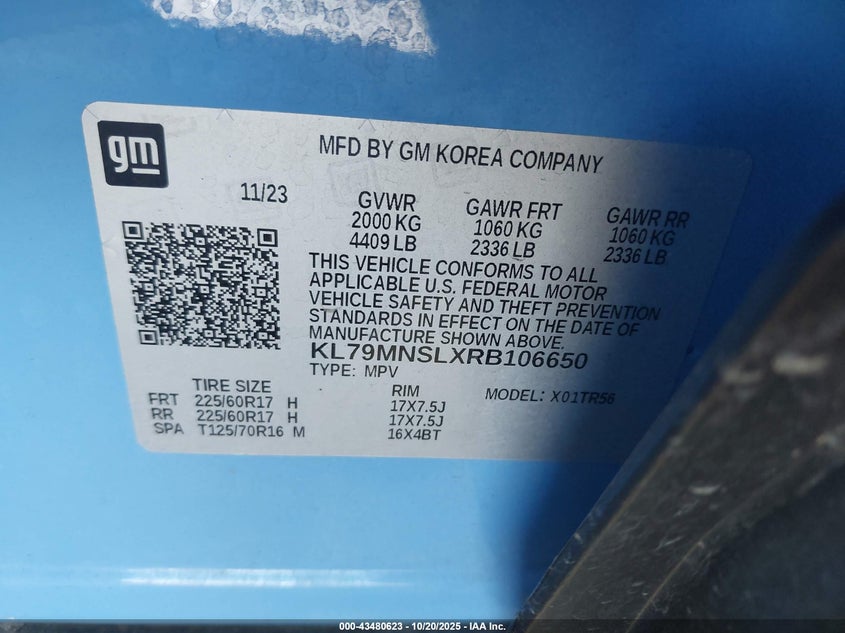 gm
MFD BY GM KOREA COMPANY
11/23
GVWR
2000 KG
4409 LB
GAWR FRT
1060 KG
2336 LB
GAWR RR
1060 KG
2336 LB
THIS VEHICLE CONFORMS TO ALL
APPLICABLE U.S. FEDERAL MOTOR
VEHICLE SAFETY AND THEFT PREVENTION
STANDARDS IN EFFECT ON THE DATE OF
MANUFACTURE SHOWN ABOVE.
KL79MNSLXRB106650
TYPE: MPV
TIRE SIZE RIM MODEL: X01TR56
FRT 225/60R17 H 17X7.5J
RR 225/60R17 H 17X7.5J
SPA T125/70R16 M 16X4BT
000-43480623 - 10/20/2025 - IAA Inc.